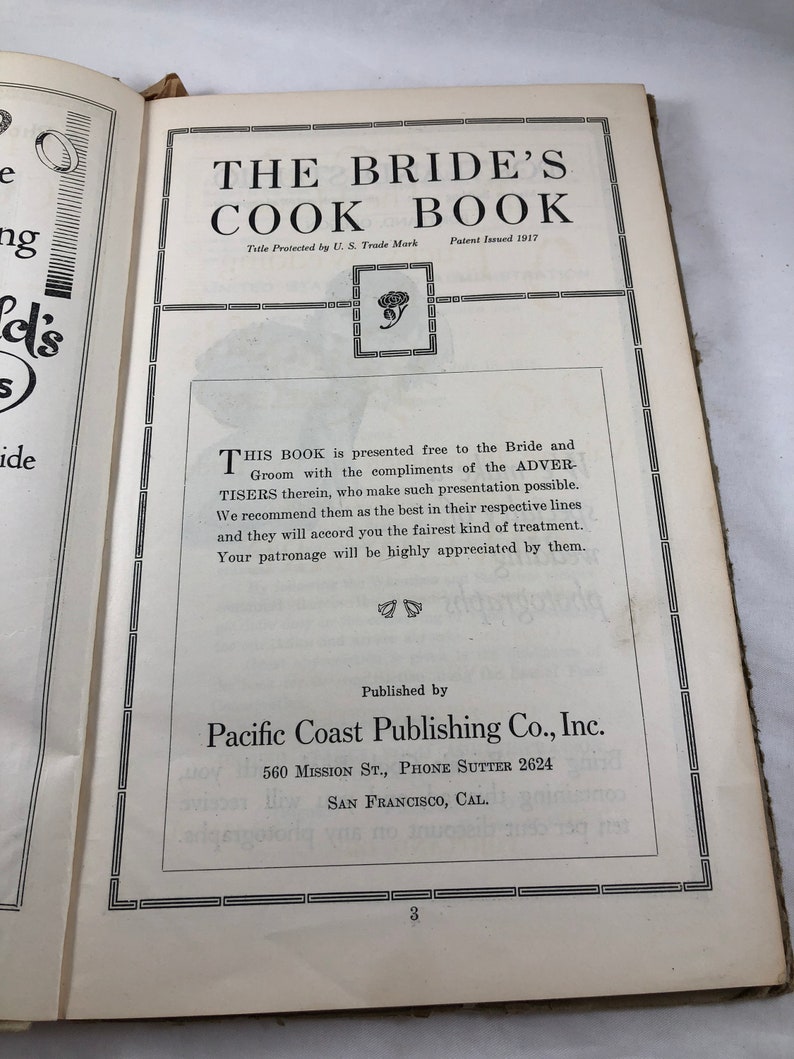 THE BRIDE'S
COOK BOOK
Title Protected by U. S. Trade Mark Patent Issued 1917
THIS BOOK is presented free to the Bride and
Groom with the compliments of the ADVER-
TISERS therein, who make such presentation possible.
We recommend them as the best in their respective lines
and they will accord you the fairest kind of treatment.
Your patronage will be highly appreciated by them.
Published by
Pacific Coast Publishing Co., Inc.
560 MISSION ST., PHONE SUTTER 2624
SAN FRANCISCO, CAL.
3